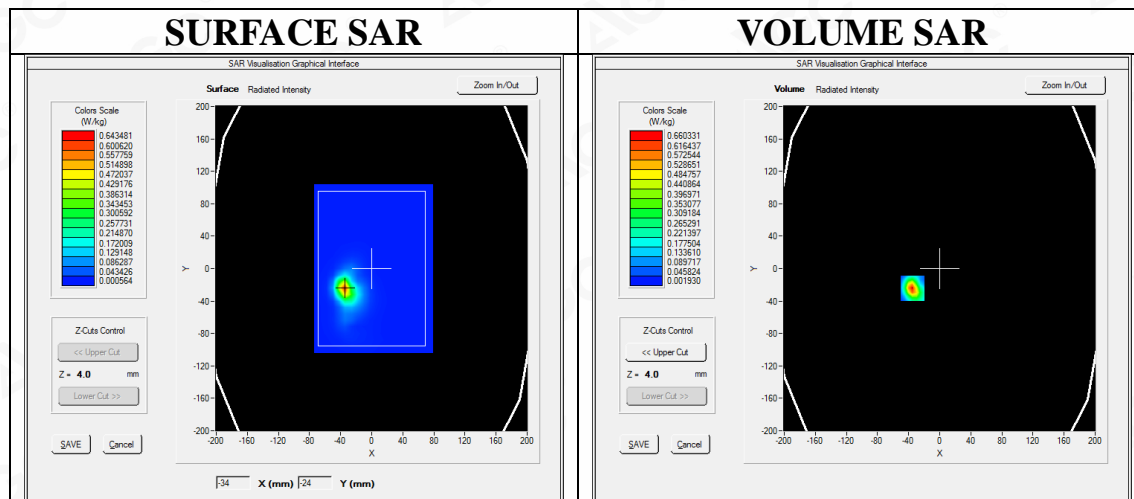 SURFACE SAR
SAR Visualisation Graphical Interface
Surface Radiated Intensity
Zoom In/Out
Colors Scale
(W/kg)
0.643481
0.600620
0.557759
0.514898
0.472037
0.429176
0.386314
0.343453
0.300592
0.257731
0.214870
0.172009
0.129148
0.086287
0.043426
0.000564
200
160
120
80
40
0
-40
-80
-120
-160
-200
Y
-200 -160 -120 -80 -40 0 40 80 120 160 200
X
Z-Cuts Control
<< Upper Cut
Z = 4.0 mm
Lower Cut >>
SAVE Cancel
-34 X (mm) -24 Y (mm)
VOLUME SAR
SAR Visualisation Graphical Interface
Volume Radiated Intensity
Zoom In/Out
Colors Scale
(W/kg)
0.660331
0.616437
0.572544
0.528651
0.484757
0.440864
0.396971
0.353077
0.309184
0.265291
0.221397
0.177504
0.133610
0.089717
0.045824
0.001930
200
160
120
80
40
0
-40
-80
-120
-160
-200
Y
-200 -160 -120 -80 -40 0 40 80 120 160 200
X
Z-Cuts Control
<< Upper Cut
Z = 4.0 mm
Lower Cut >>
SAVE Cancel